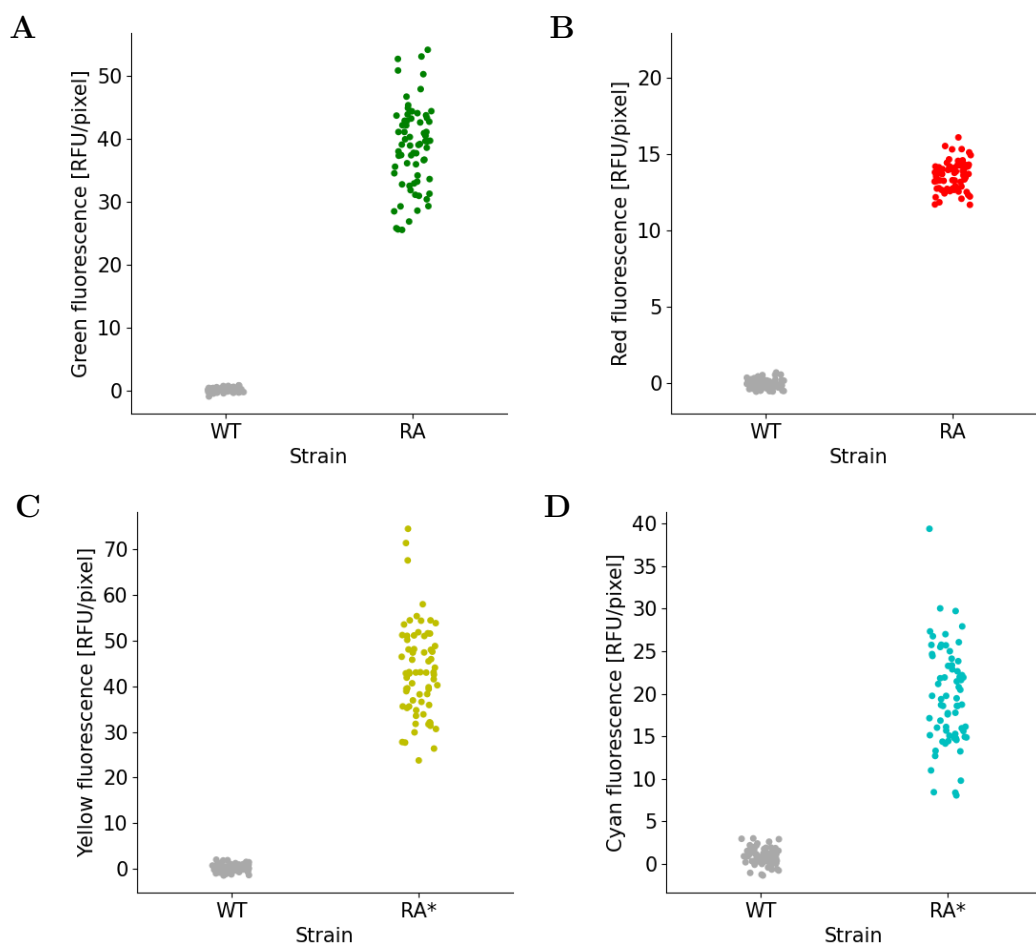 A
Green fluorescence [RFU/pixel]
50
40
30
20
10
0
WT
RA
Strain
B
Red fluorescence [RFU/pixel]
20
15
10
5
0
WT
RA
Strain
C
Yellow fluorescence [RFU/pixel]
70
60
50
40
30
20
10
0
WT
RA*
Strain
D
Cyan fluorescence [RFU/pixel]
40
35
30
25
20
15
10
5
0
WT
RA*
Strain